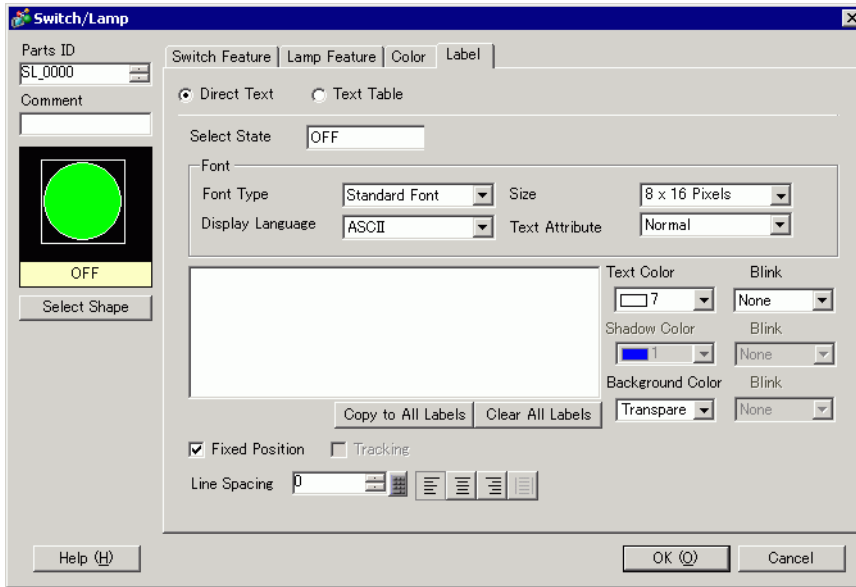 Switch/Lamp
Parts ID
SL_0000
Comment
OFF
Select Shape
Switch Feature Lamp Feature Color Label
Direct Text Text Table
Select State OFF
Font
Font Type Standard Font Size 8 x 16 Pixels
Display Language ASCII Text Attribute Normal
Text Color Blink
7 None
Shadow Color Blink
1 None
Background Color Blink
Transpare None
Copy to All Labels Clear All Labels
Fixed Position Tracking
Line Spacing 0
Help (H) OK (O) Cancel